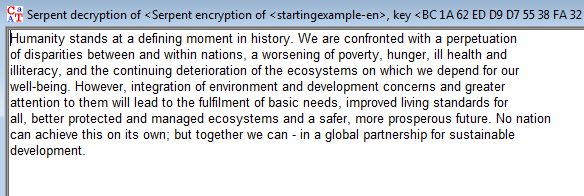 Serpent decryption of <Serpent encryption of <startingexample-en>, key <BC 1A 62 ED D9 D7 55 38 FA 32
Humanity stands at a defining moment in history. We are confronted with a perpetuation
of disparities between and within nations, a worsening of poverty, hunger, ill health and
illiteracy, and the continuing deterioration of the ecosystems on which we depend for our
well-being. However, integration of environment and development concerns and greater
attention to them will lead to the fulfilment of basic needs, improved living standards for
all, better protected and managed ecosystems and a safer, more prosperous future. No nation
can achieve this on its own; but together we can - in a global partnership for sustainable
development.